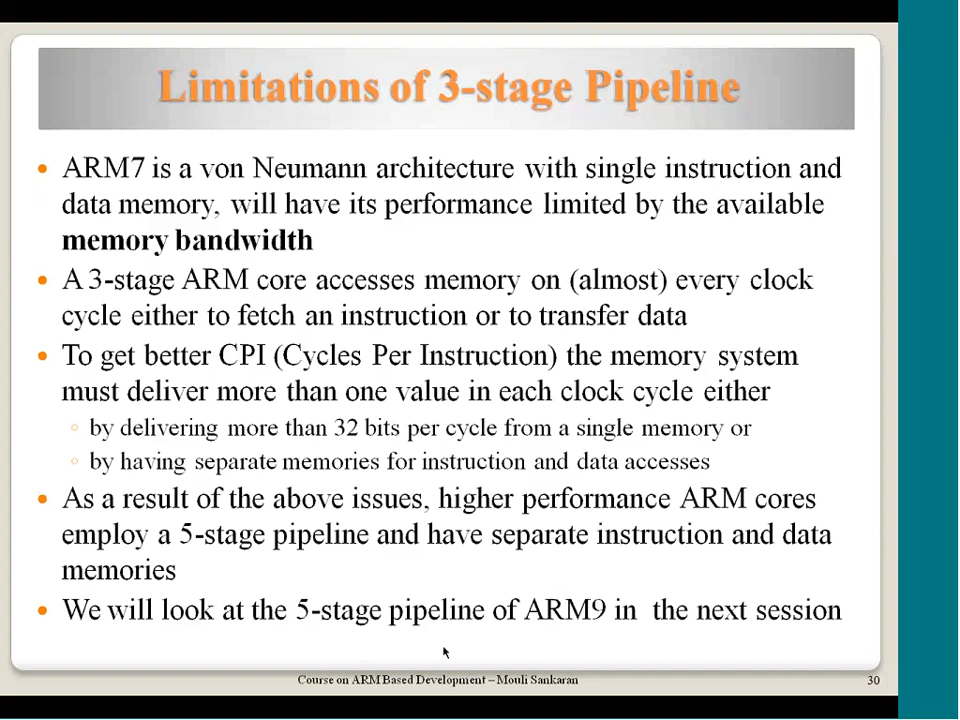 Limitations of 3-stage Pipeline
• ARM7 is a von Neumann architecture with single instruction and
data memory, will have its performance limited by the available
memory bandwidth
• A 3-stage ARM core accesses memory on (almost) every clock
cycle either to fetch an instruction or to transfer data
• To get better CPI (Cycles Per Instruction) the memory system
must deliver more than one value in each clock cycle either
◦ by delivering more than 32 bits per cycle from a single memory or
◦ by having separate memories for instruction and data accesses
• As a result of the above issues, higher performance ARM cores
employ a 5-stage pipeline and have separate instruction and data
memories
• We will look at the 5-stage pipeline of ARM9 in the next session
Course on ARM Based Development – Mouli Sankaran
30